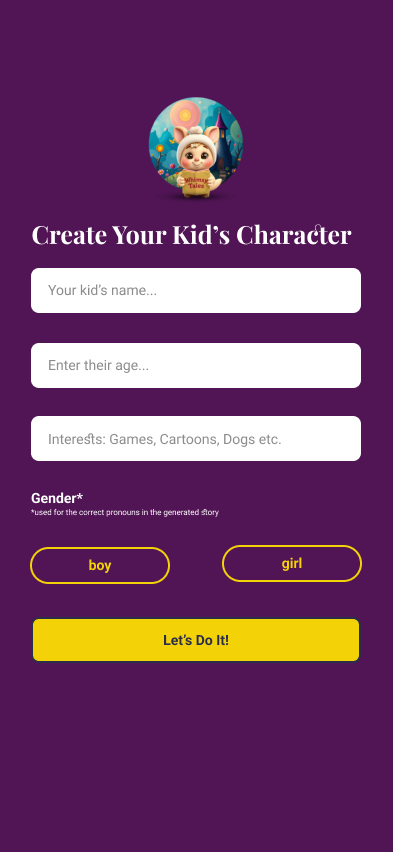 Whimsy
Tales
Create Your Kid’s Character
Your kid’s name...
Enter their age...
Interests: Games, Cartoons, Dogs etc.
Gender*
*used for the correct pronouns in the generated story
boy
girl
Let’s Do It!